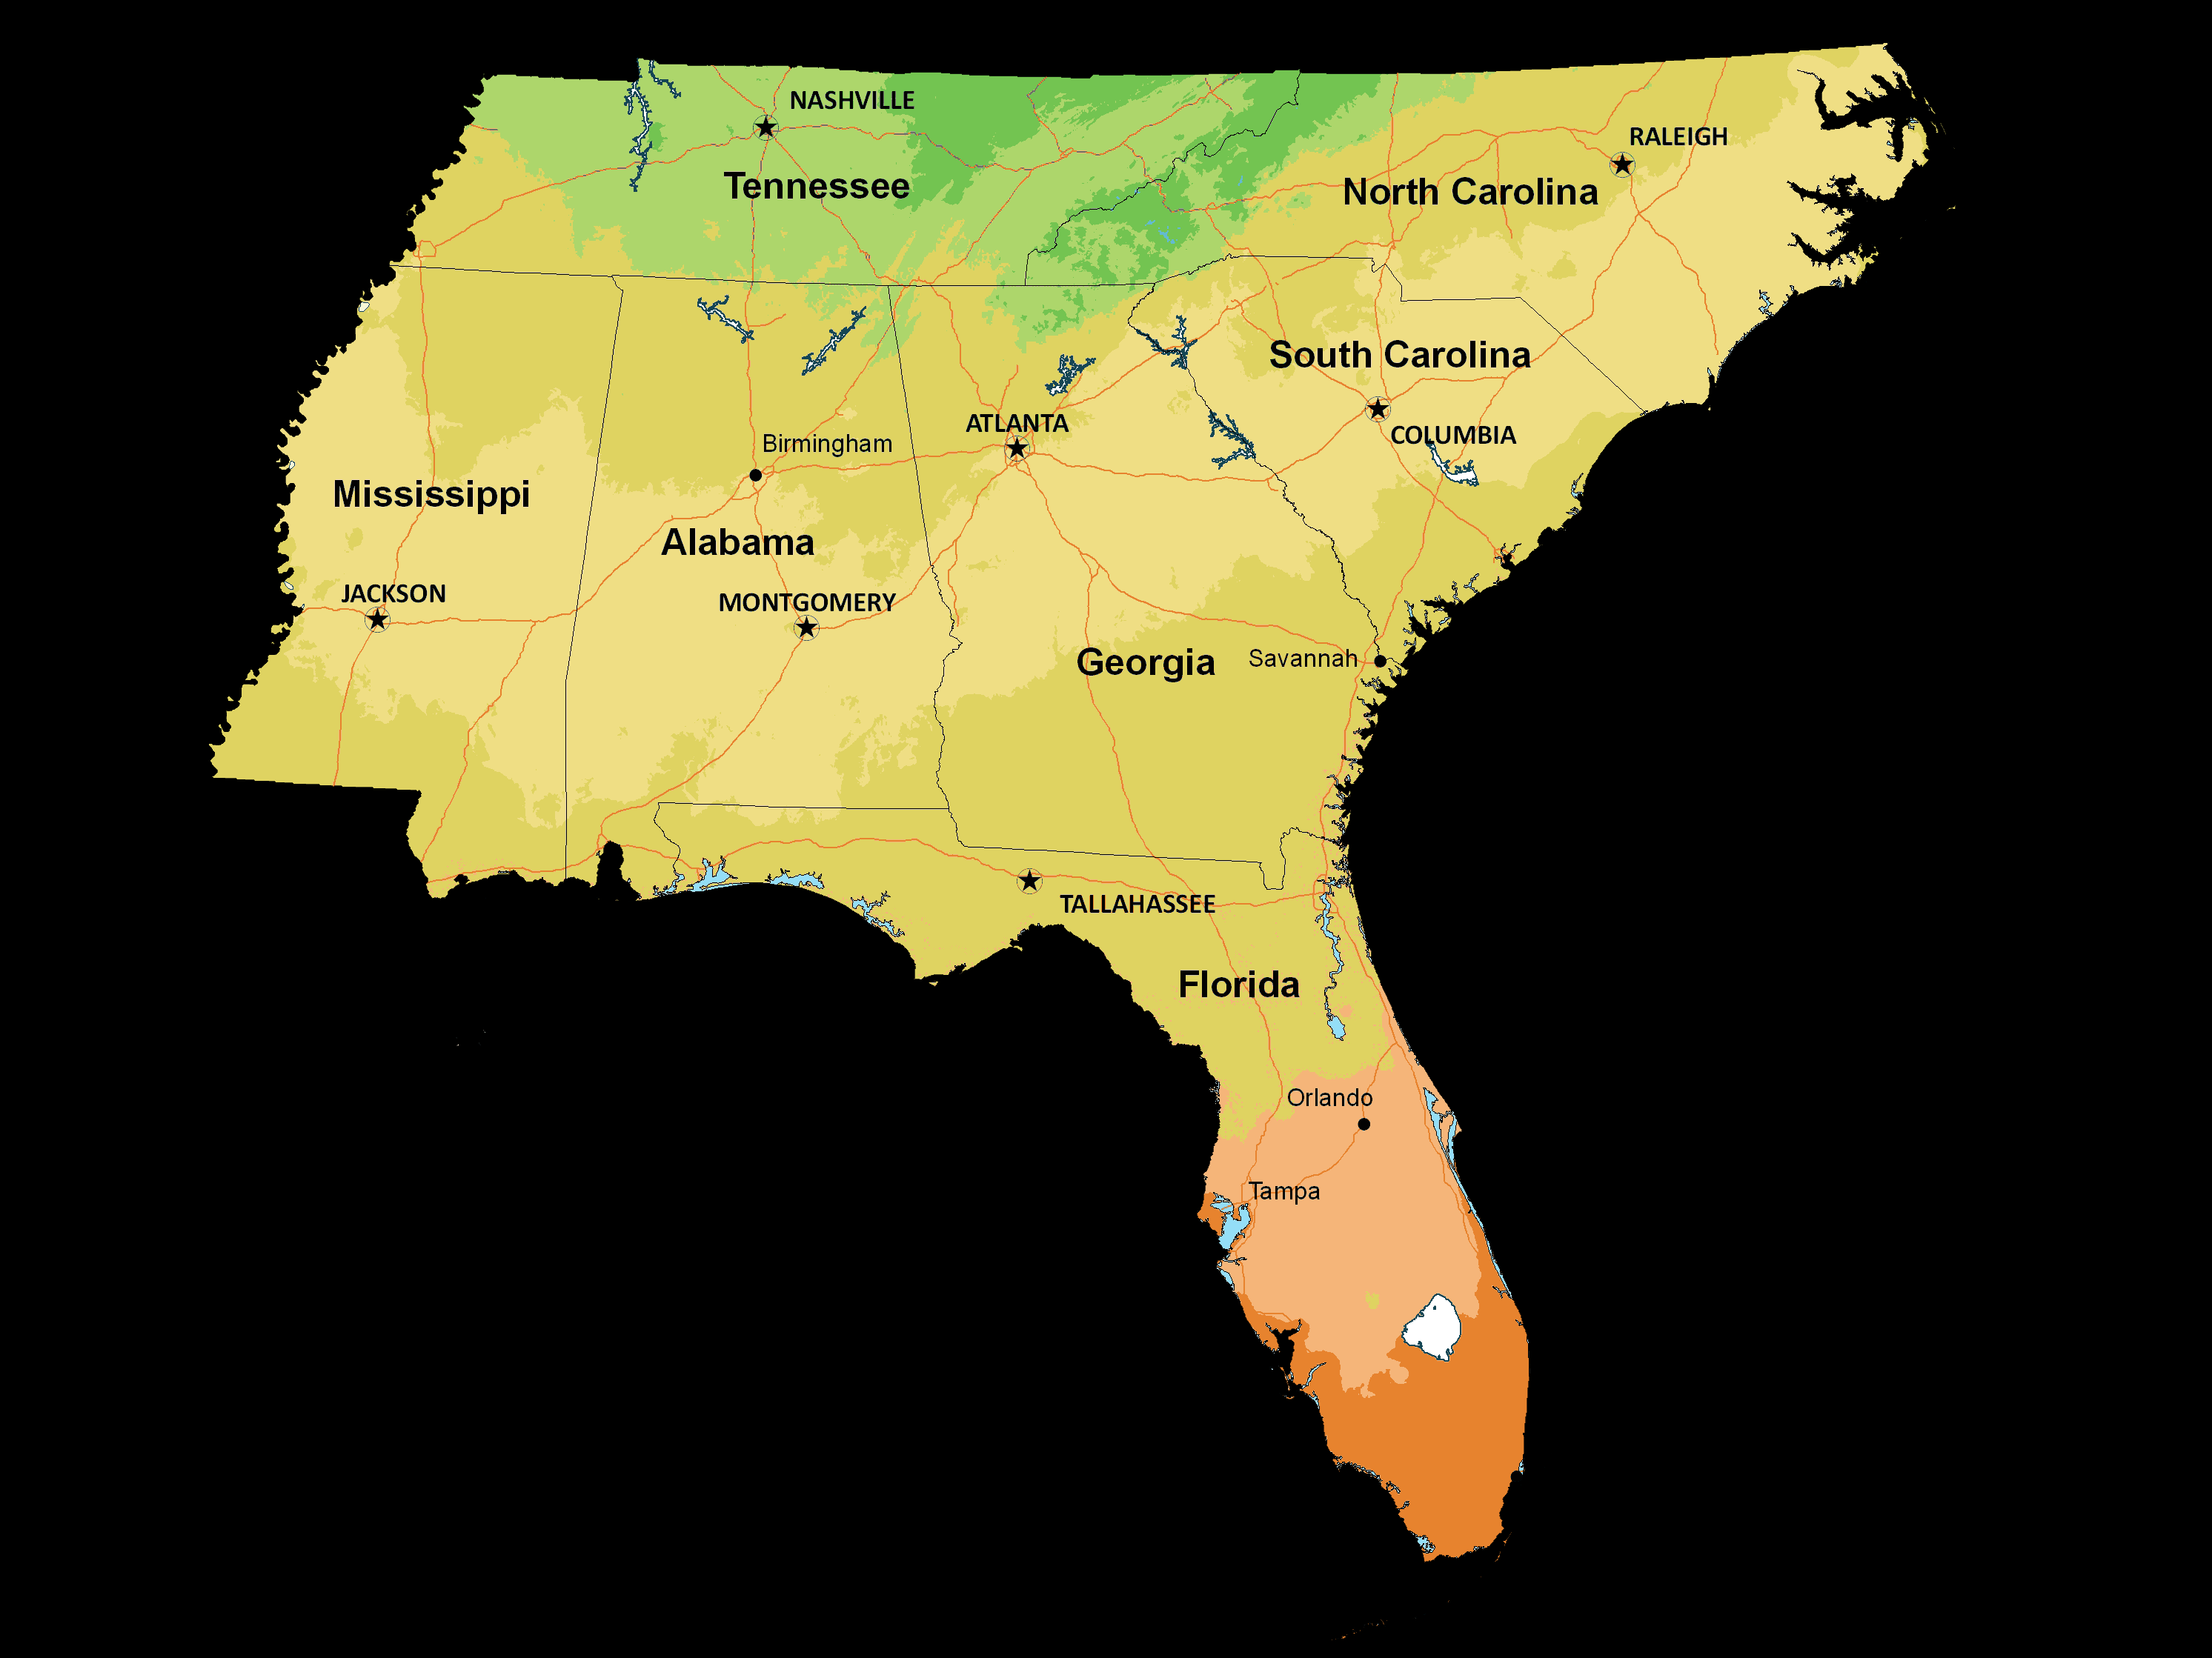 NASHVILLE
RALEIGH
Tennessee
North Carolina
South Carolina
ATLANTA
COLUMBIA
Birmingham
Mississippi
Alabama
JACKSON
MONTGOMERY
Georgia
Savannah
TALLAHASSEE
Florida
Orlando
Tampa